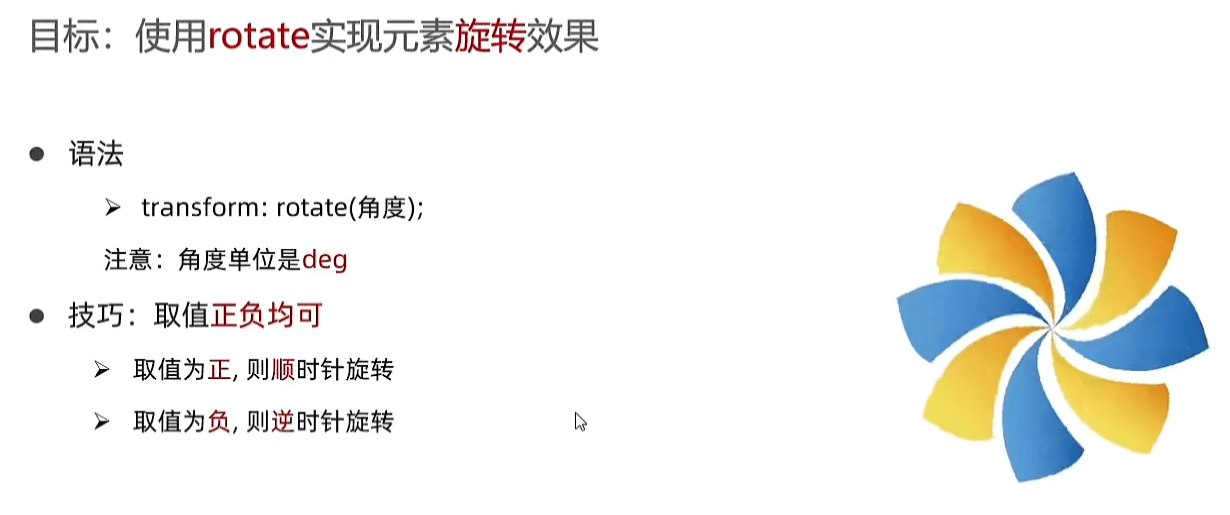 目标：使用rotate实现元素旋转效果
语法
transform: rotate(角度);
注意：角度单位是deg
技巧：取值正负均可
取值为正, 则顺时针旋转
取值为负, 则逆时针旋转